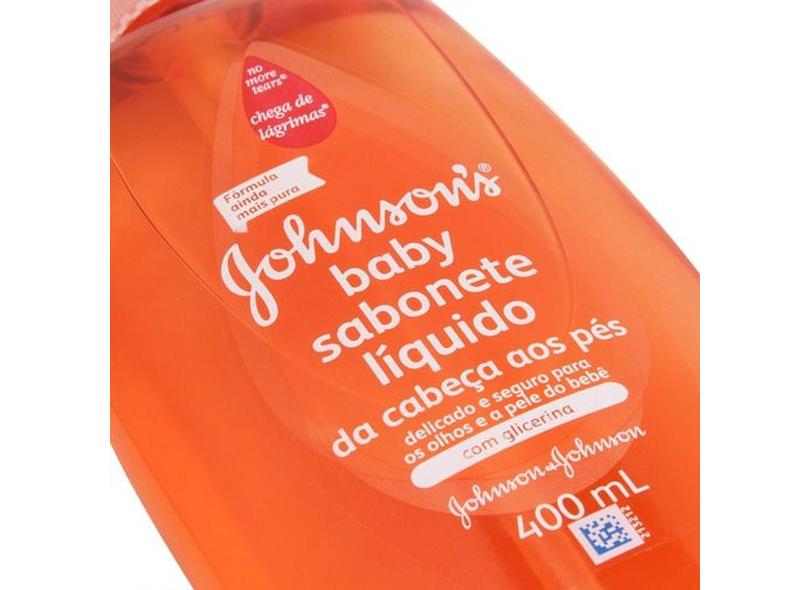 no
more
tears®
chega de
lágrimas®
Fórmula
ainda
mais pura
Johnson's®
baby
sabonete
líquido
da cabeça aos pés
delicado e seguro para
os olhos e a pele do bebê
com glicerina
Johnson & Johnson
400 mL
213212